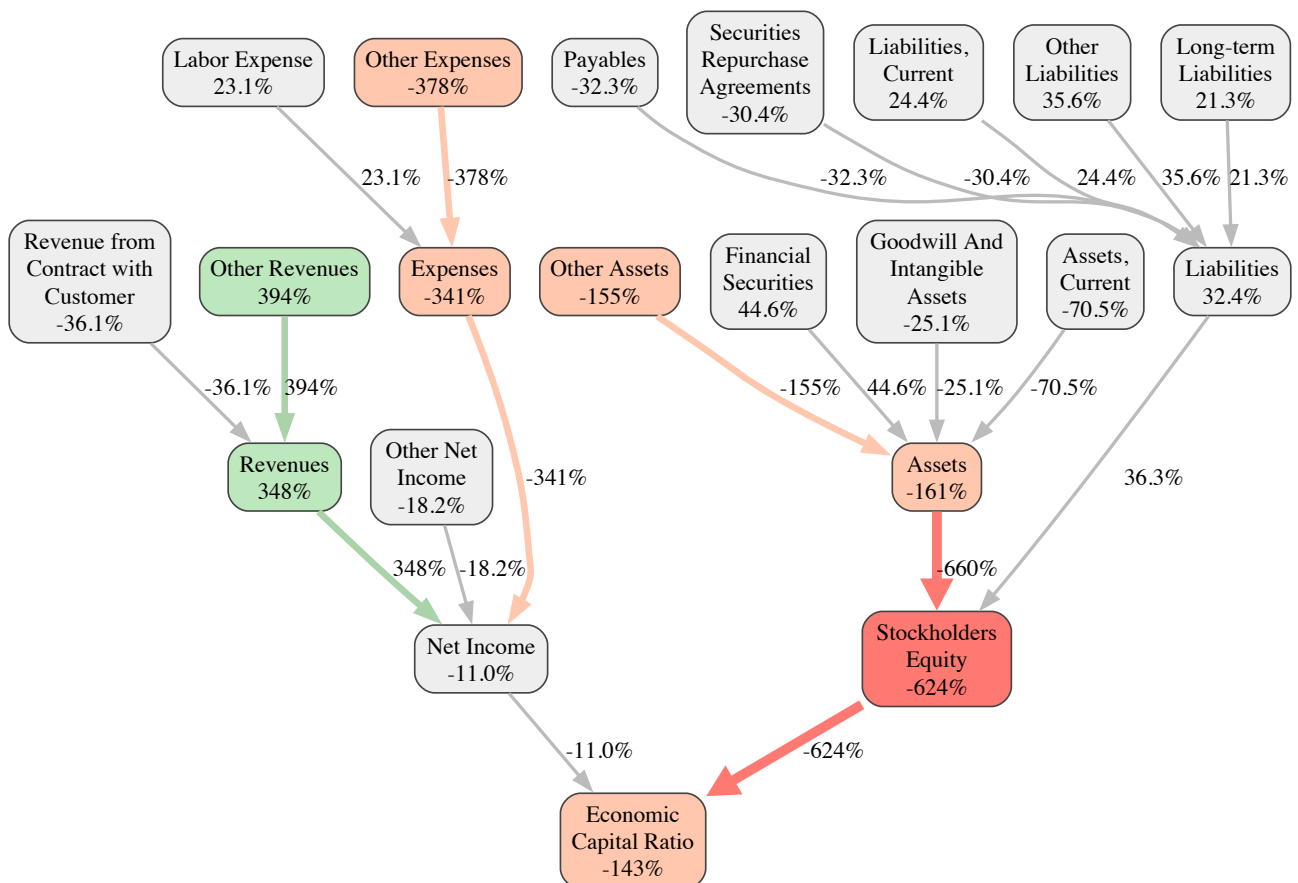 Labor Expense
23.1%
Other Expenses
-378%
Payables
-32.3%
Securities
Repurchase
Agreements
-30.4%
Liabilities,
Current
24.4%
Other
Liabilities
35.6%
Long-term
Liabilities
21.3%
23.1%
-378%
-32.3%
-30.4%
24.4%
35.6%
21.3%
Revenue from
Contract with
Customer
-36.1%
Other Revenues
394%
Expenses
-341%
Other Assets
-155%
Financial
Securities
44.6%
Goodwill And
Intangible
Assets
-25.1%
Assets,
Current
-70.5%
Liabilities
32.4%
-36.1%
394%
-155%
44.6%
-25.1%
-70.5%
Revenues
348%
Other Net
Income
-18.2%
-341%
Assets
-161%
36.3%
348%
-18.2%
-660%
Net Income
-11.0%
Stockholders
Equity
-624%
-11.0%
-624%
Economic
Capital Ratio
-143%